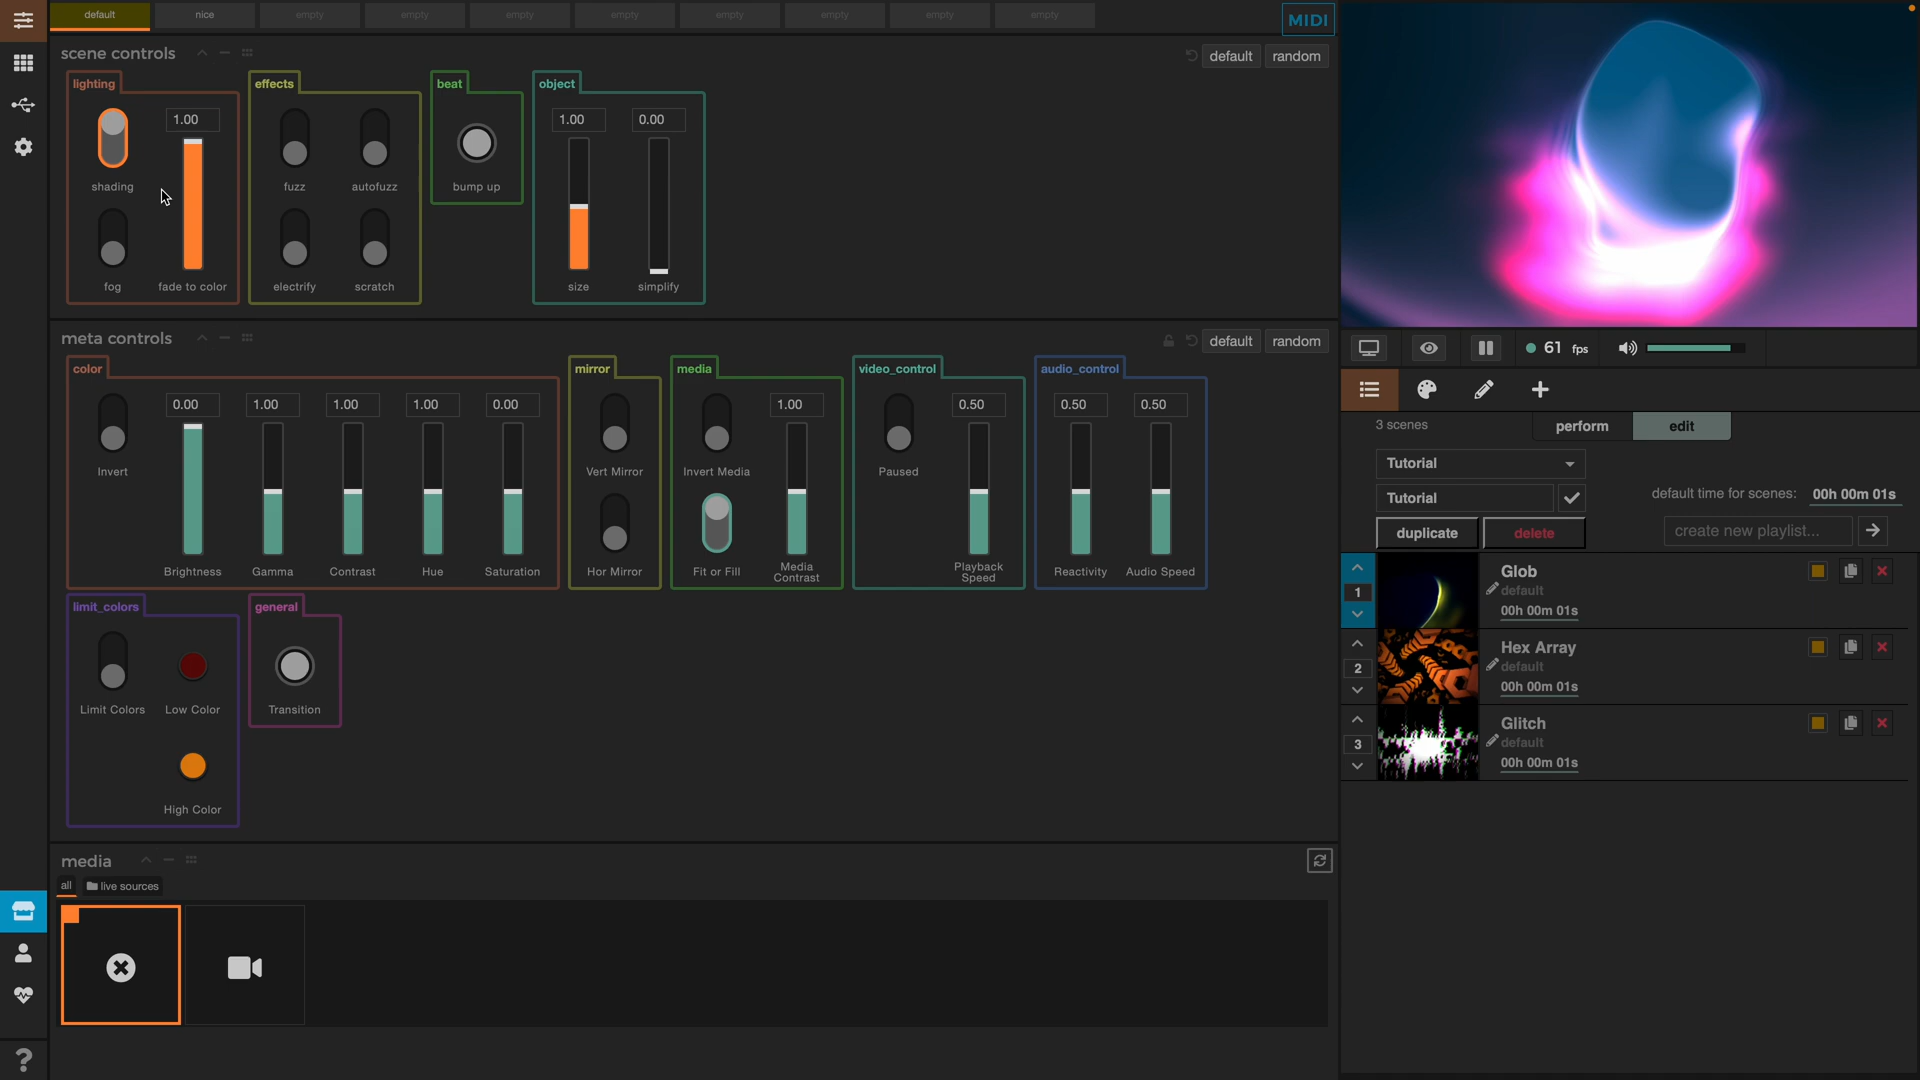 default nice empty empty empty empty empty empty empty empty
MIDI
scene controls
default random
lighting effects beat object
1.00 1.00 0.00
shading fuzz autofuzz bump up
fog fade to color electrify scratch size simplify
meta controls
default random
color mirror media video_control audio_control
0.00 1.00 1.00 1.00 0.00 1.00 0.50 0.50 0.50
Invert Vert Mirror Invert Media Paused
Brightness Gamma Contrast Hue Saturation Hor Mirror Fit or Fill Media Contrast Playback Speed Reactivity Audio Speed
limit_colors general
Limit Colors Low Color Transition
High Color
media
all live sources
61 fps
3 scenes
perform edit
Tutorial
Tutorial
default time for scenes: 00h 00m 01s
duplicate delete create new playlist...
1
Glob
default
00h 00m 01s
2
Hex Array
default
00h 00m 01s
3
Glitch
default
00h 00m 01s